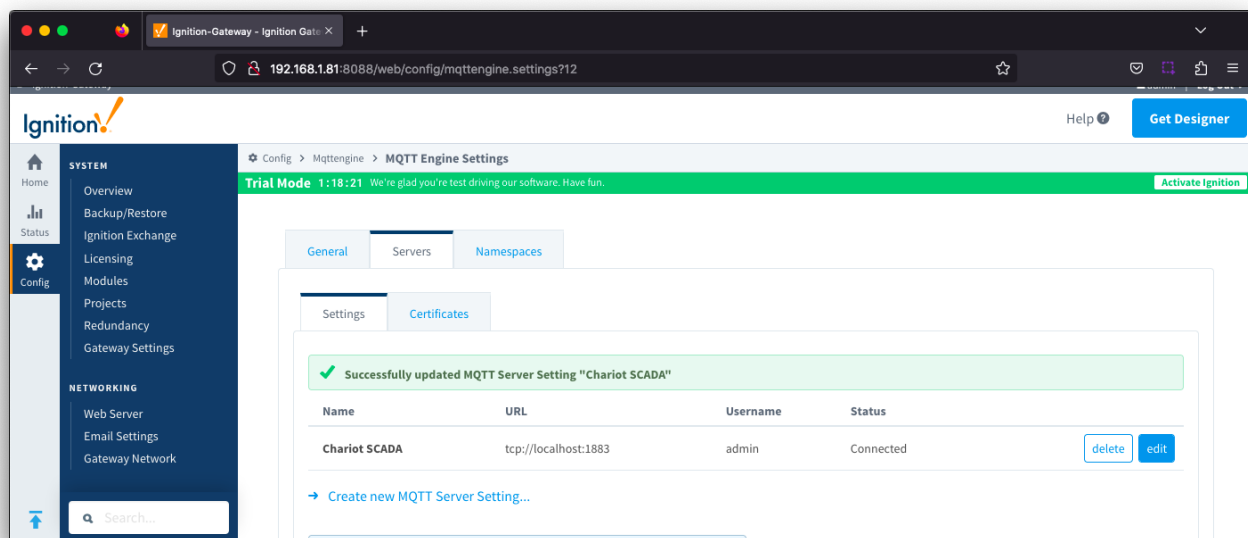 Ignition-Gateway - Ignition Gate
192.168.1.81:8088/web/config/mqttengine.settings?12
Ignition!
Help
Get Designer
Home
Status
Config
SYSTEM
Overview
Backup/Restore
Ignition Exchange
Licensing
Modules
Projects
Redundancy
Gateway Settings
NETWORKING
Web Server
Email Settings
Gateway Network
Search...
Config > Mqttengine > MQTT Engine Settings
Trial Mode 1:18:21 We're glad you're test driving our software. Have fun.
Activate Ignition
General Servers Namespaces
Settings Certificates
Successfully updated MQTT Server Setting "Chariot SCADA"
Name URL Username Status
Chariot SCADA tcp://localhost:1883 admin Connected delete edit
→ Create new MQTT Server Setting...